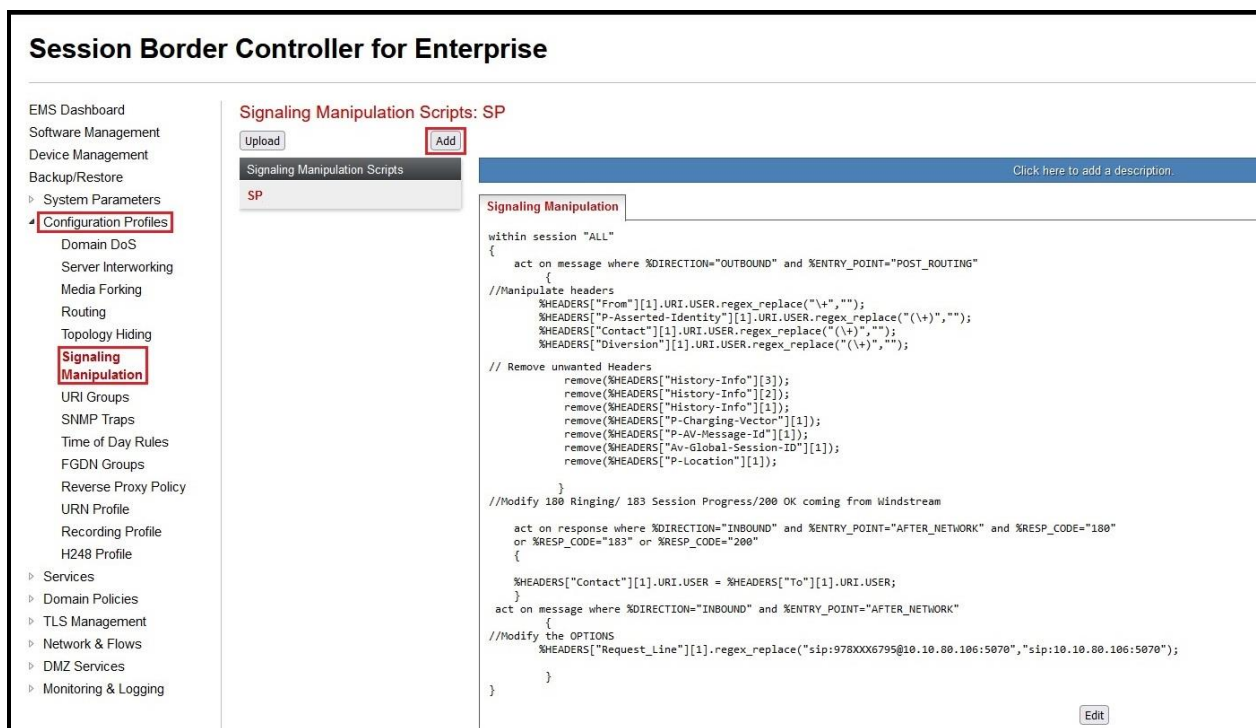 Session Border Controller for Enterprise
EMS Dashboard
Software Management
Device Management
Backup/Restore
System Parameters
Configuration Profiles
Domain DoS
Server Interworking
Media Forking
Routing
Topology Hiding
Signaling
Manipulation
URI Groups
SNMP Traps
Time of Day Rules
FGDN Groups
Reverse Proxy Policy
URN Profile
Recording Profile
H248 Profile
Services
Domain Policies
TLS Management
Network & Flows
DMZ Services
Monitoring & Logging
Signaling Manipulation Scripts: SP
Upload
Add
Signaling Manipulation Scripts
SP
Click here to add a description.
Signaling Manipulation
within session "ALL"
{
act on message where %DIRECTION="OUTBOUND" and %ENTRY_POINT="POST_ROUTING"
{
//Manipulate headers
%HEADERS["From"][1].URI.USER.regex_replace("\+","");
%HEADERS["P-Asserted-Identity"][1].URI.USER.regex_replace("(\+)","");
%HEADERS["Contact"][1].URI.USER.regex_replace("(\+)","");
%HEADERS["Diversion"][1].URI.USER.regex_replace("(\+)","");
// Remove unwanted Headers
remove(%HEADERS["History-Info"][3]);
remove(%HEADERS["History-Info"][2]);
remove(%HEADERS["History-Info"][1]);
remove(%HEADERS["P-Charging-Vector"][1]);
remove(%HEADERS["P-AV-Message-Id"][1]);
remove(%HEADERS["Av-Global-Session-ID"][1]);
remove(%HEADERS["P-Location"][1]);
}
//Modify 180 Ringing/ 183 Session Progress/200 OK coming from Windstream
act on response where %DIRECTION="INBOUND" and %ENTRY_POINT="AFTER_NETWORK" and %RESP_CODE="180"
or %RESP_CODE="183" or %RESP_CODE="200"
{
%HEADERS["Contact"][1].URI.USER = %HEADERS["To"][1].URI.USER;
}
act on message where %DIRECTION="INBOUND" and %ENTRY_POINT="AFTER_NETWORK"
{
//Modify the OPTIONS
%HEADERS["Request_Line"][1].regex_replace("sip:978XXX6795@10.10.80.106:5070","sip:10.10.80.106:5070");
}
}
Edit